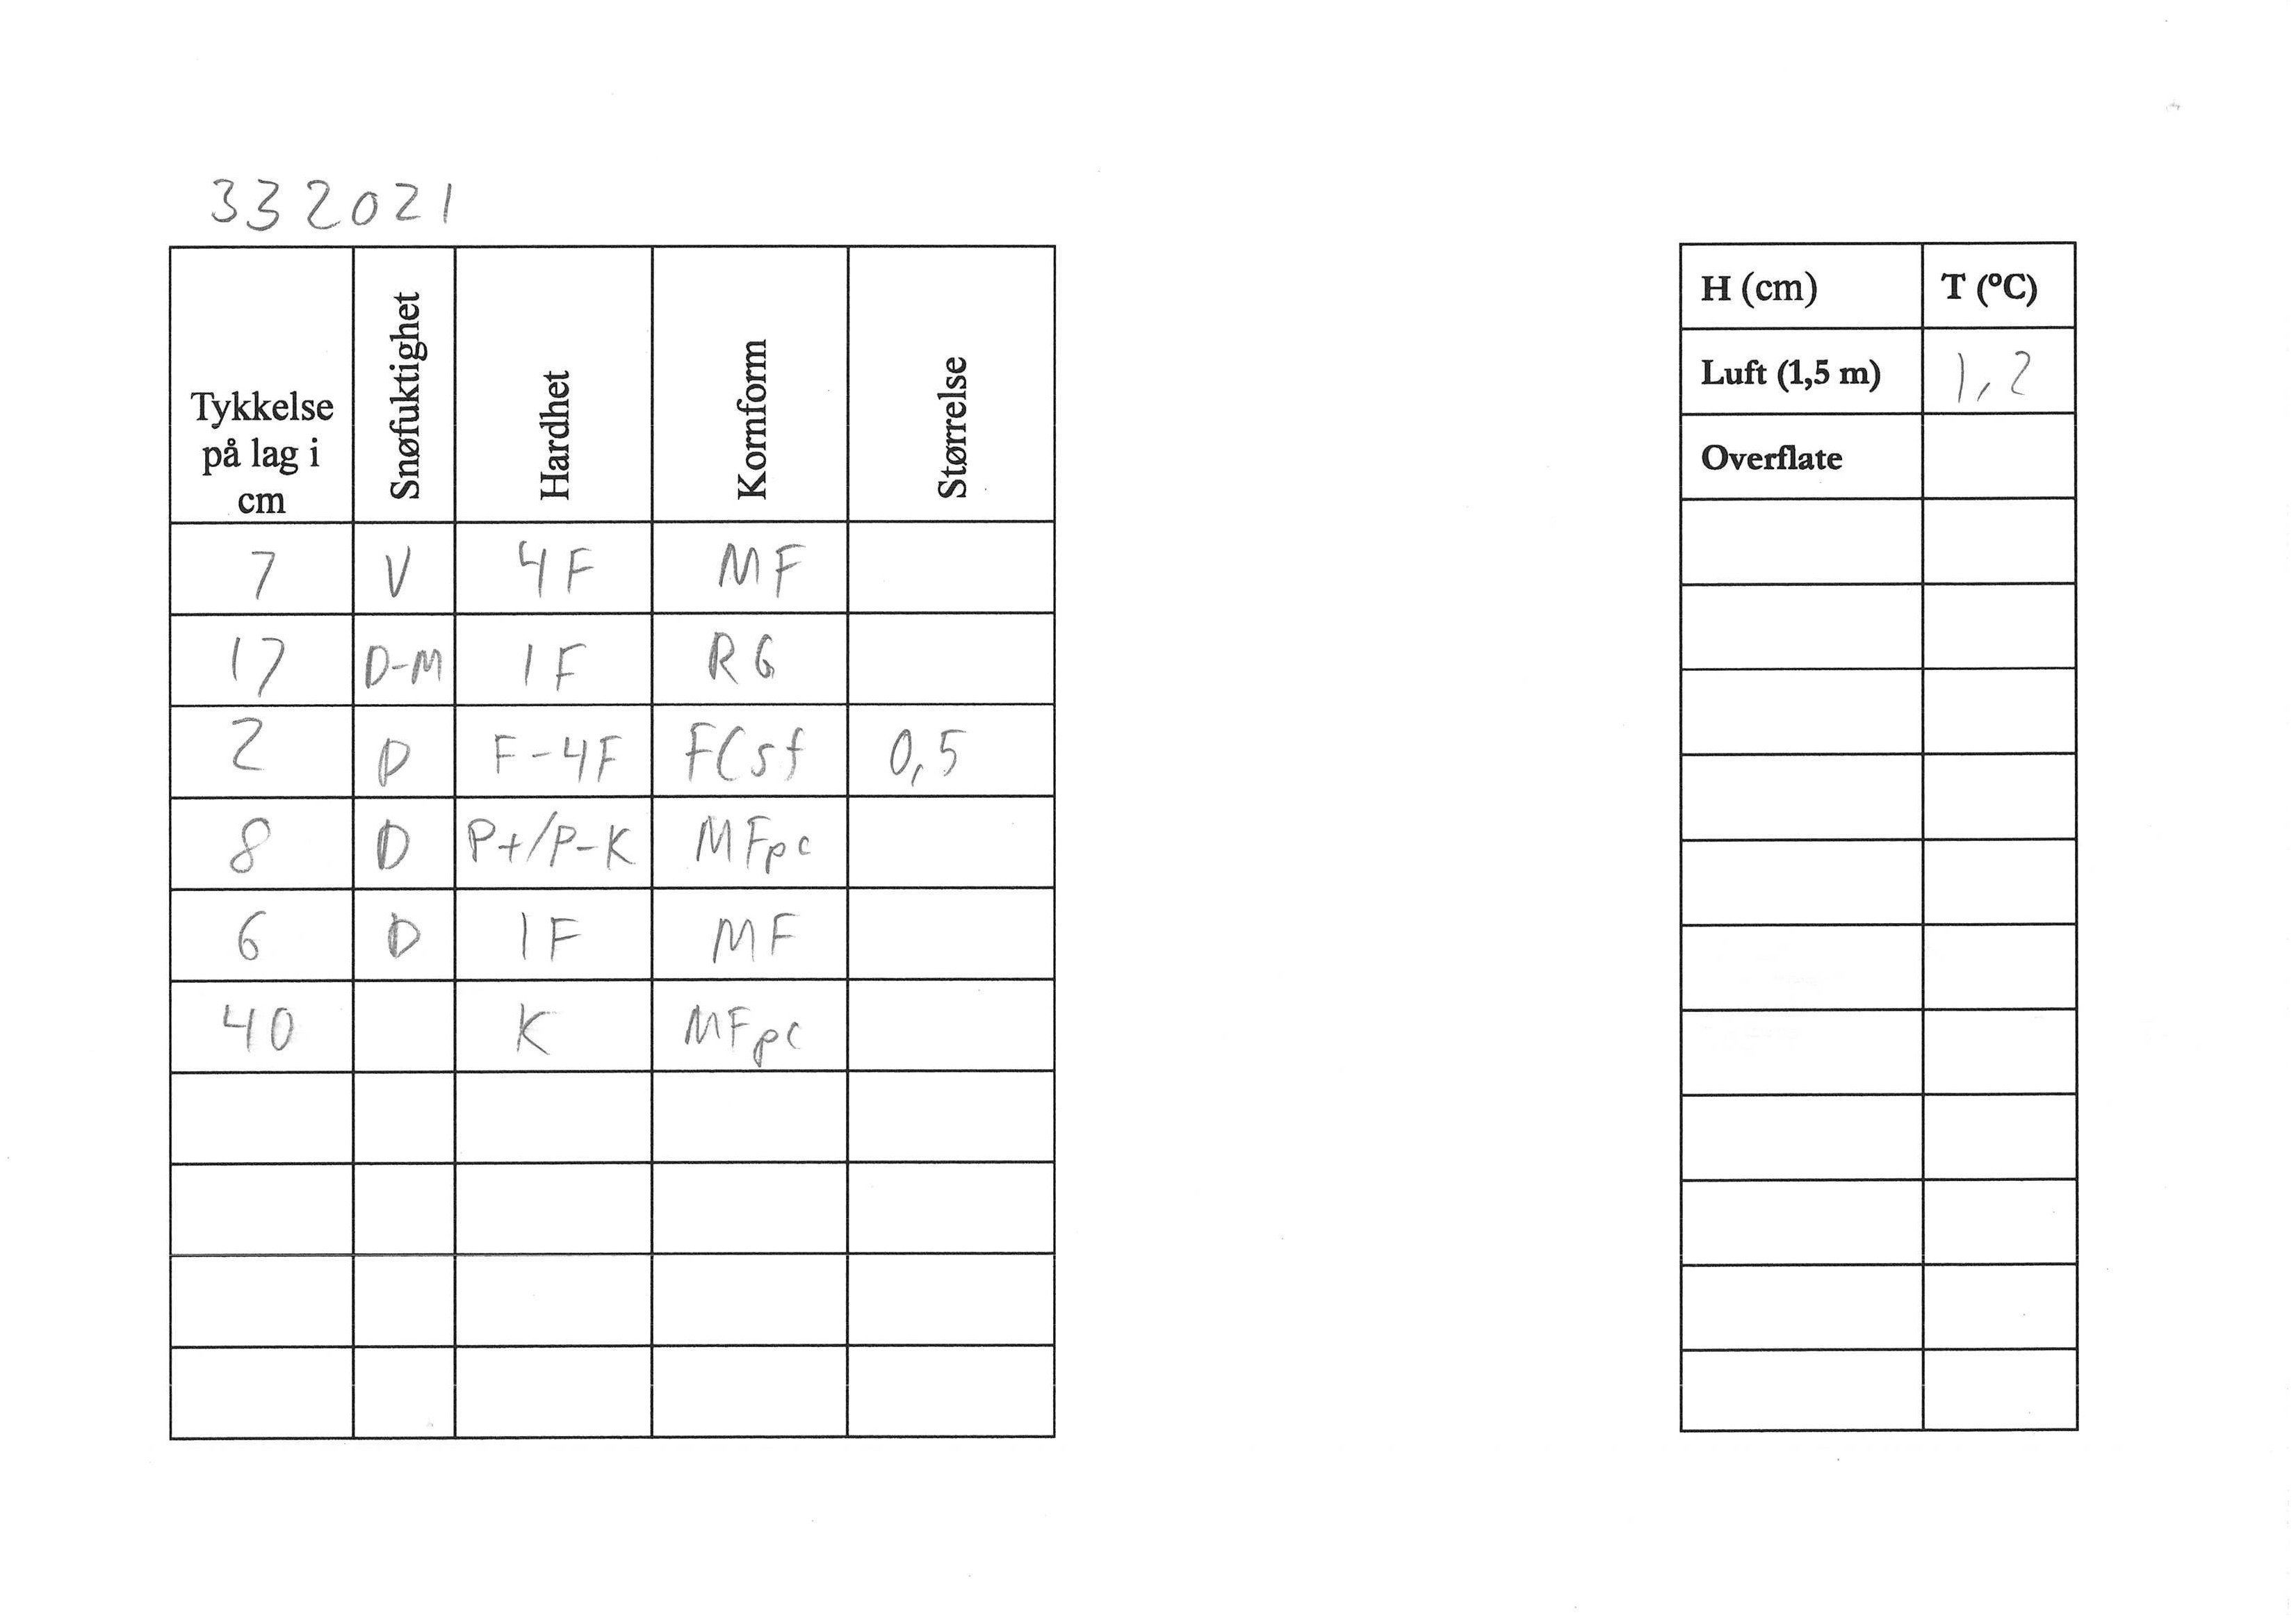 332021
Tykkelse på lag i cm Snøfuktighet Hardhet Kornform Størrelse
7 V 4F MF
17 D-M 1F RG
2 D F-4F FCsf 0,5
8 D P+/P-K MFpc
6 D 1F MF
40 K MFpc
H (cm) T (ºC)
Luft (1,5 m) 1,2
Overflate